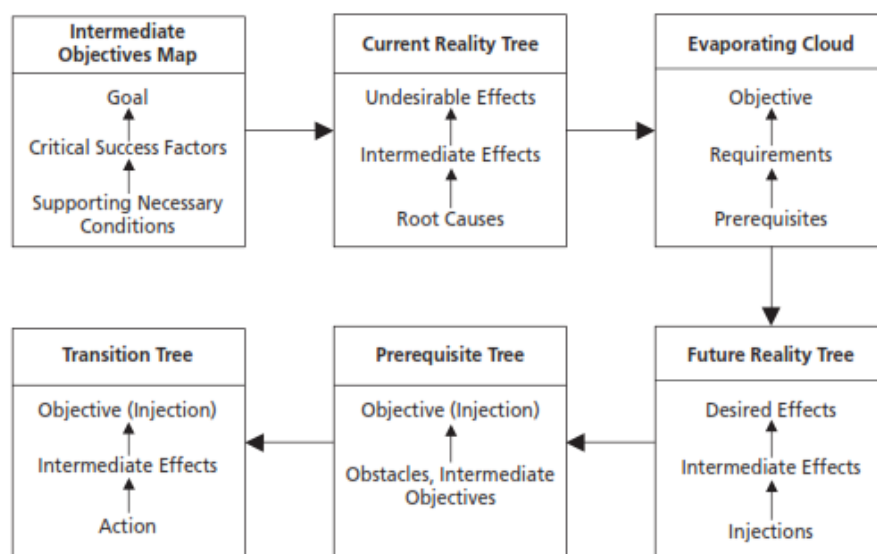 Intermediate
Objectives Map
Goal
Critical Success Factors
Supporting Necessary
Conditions
Current Reality Tree
Undesirable Effects
Intermediate Effects
Root Causes
Evaporating Cloud
Objective
Requirements
Prerequisites
Transition Tree
Objective (Injection)
Intermediate Effects
Action
Prerequisite Tree
Objective (Injection)
Obstacles, Intermediate
Objectives
Future Reality Tree
Desired Effects
Intermediate Effects
Injections